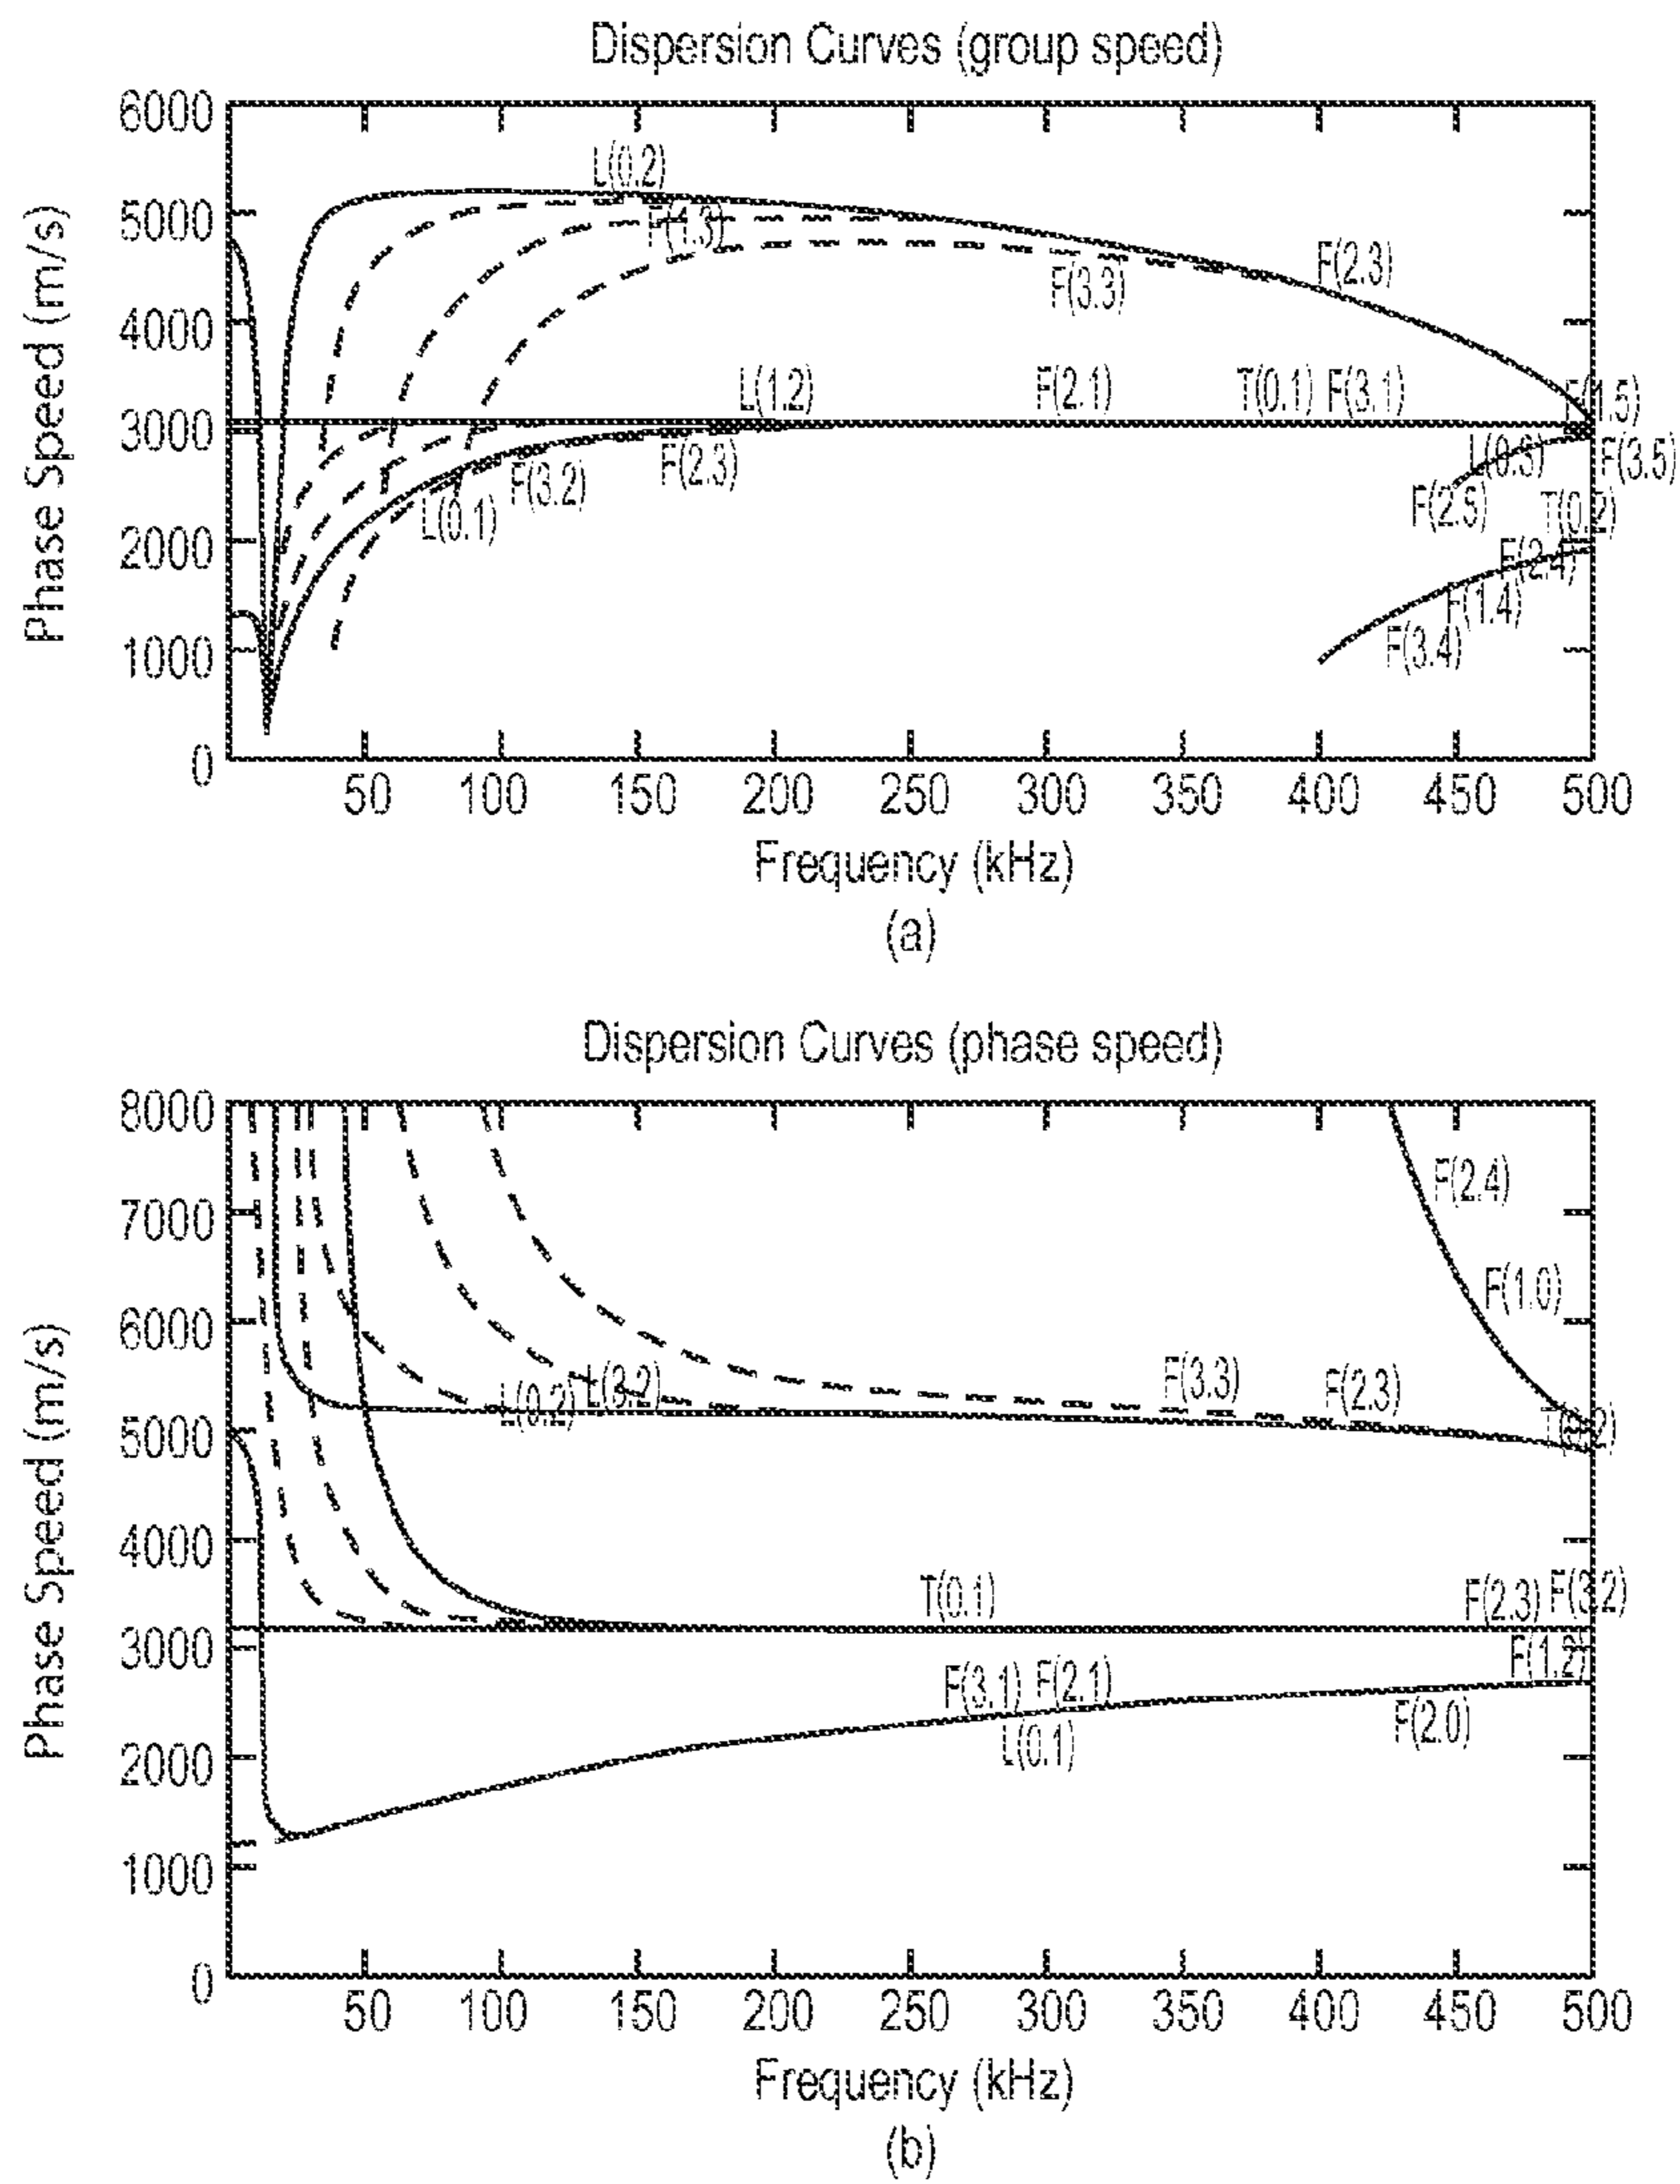 Dispersion Curves (group speed)
6000
5000
4000
3000
2000
1000
0
Phase Speed (m/s)
L(0.2)
F(1.3)
F(3.3)
F(2.3)
L(1.2)
F(2.1)
T(0.1)
F(3.1)
F(1.5)
L(0.1)
F(3.2)
F(2.3)
L(0.3)
F(3.5)
F(2.5)
T(0.2)
F(2.4)
F(1.4)
F(3.4)
50 100 150 200 250 300 350 400 450 500
Frequency (kHz)
(a)
Dispersion Curves (phase speed)
8000
7000
6000
5000
4000
3000
2000
1000
0
Phase Speed (m/s)
F(2.4)
F(1.0)
L(0.2)
L(3.2)
F(3.3)
F(2.3)
T(0.2)
T(0.1)
F(2.3)
F(3.2)
F(1.2)
F(3.1)
F(2.1)
L(0.1)
F(2.0)
50 100 150 200 250 300 350 400 450 500
Frequency (kHz)
(b)